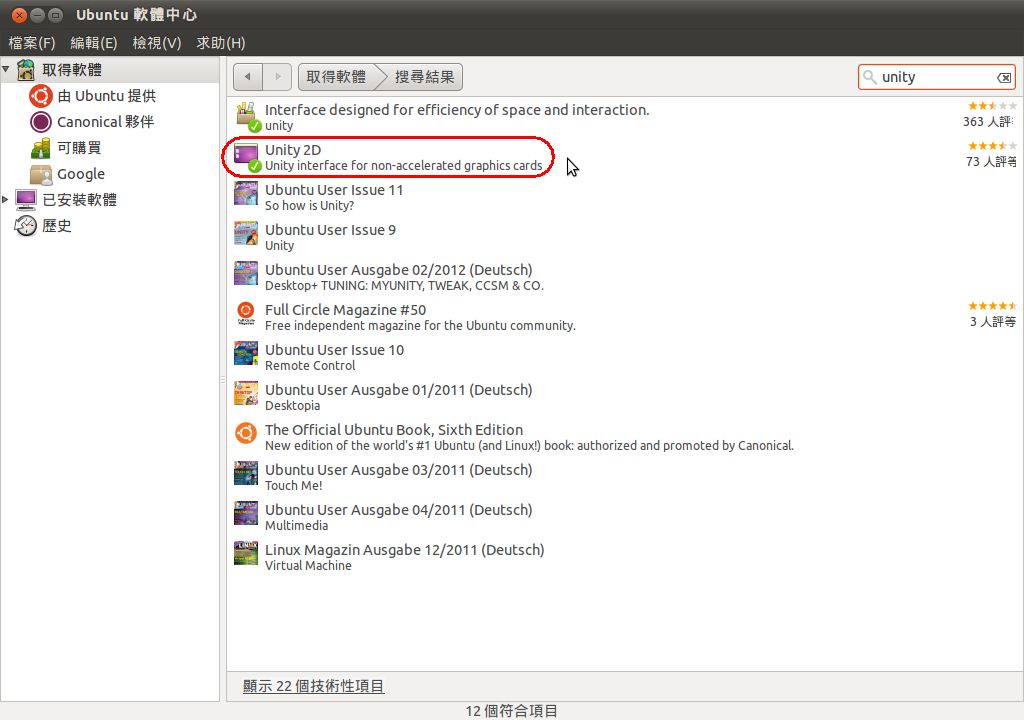 Ubuntu 軟體中心
檔案(F) 編輯(E) 檢視(V) 求助(H)
取得軟體
由 Ubuntu 提供
Canonical 夥伴
可購買
Google
已安裝軟體
歷史
取得軟體 搜尋結果
unity
Interface designed for efficiency of space and interaction.
unity
363 人評
Unity 2D
Unity interface for non-accelerated graphics cards
73 人評等
Ubuntu User Issue 11
So how is Unity?
Ubuntu User Issue 9
Unity
Ubuntu User Ausgabe 02/2012 (Deutsch)
Desktop+ TUNING: MYUNITY, TWEAK, CCSM & CO.
Full Circle Magazine #50
Free independent magazine for the Ubuntu community.
3 人評等
Ubuntu User Issue 10
Remote Control
Ubuntu User Ausgabe 01/2011 (Deutsch)
Desktopia
The Official Ubuntu Book, Sixth Edition
New edition of the world's #1 Ubuntu (and Linux!) book: authorized and promoted by Canonical.
Ubuntu User Ausgabe 03/2011 (Deutsch)
Touch Me!
Ubuntu User Ausgabe 04/2011 (Deutsch)
Multimedia
Linux Magazin Ausgabe 12/2011 (Deutsch)
Virtual Machine
顯示 22 個技術性項目
12 個符合項目